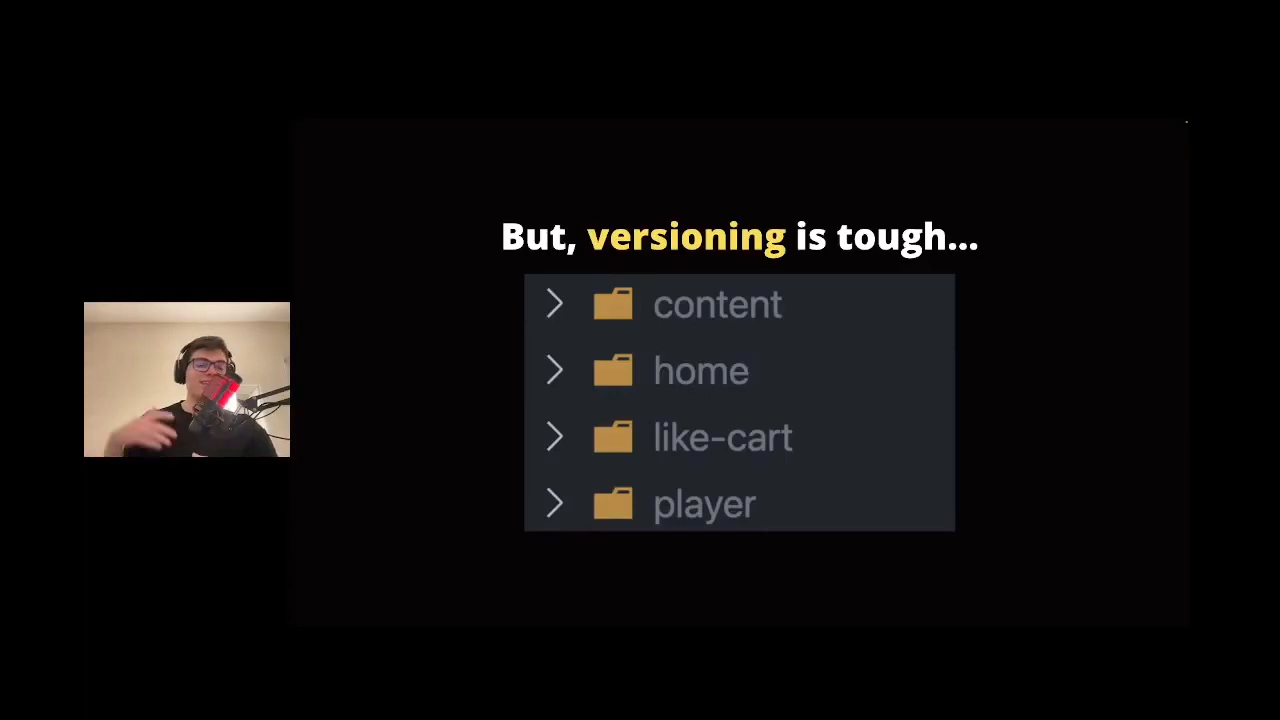 But, versioning is tough...
content
home
like-cart
player